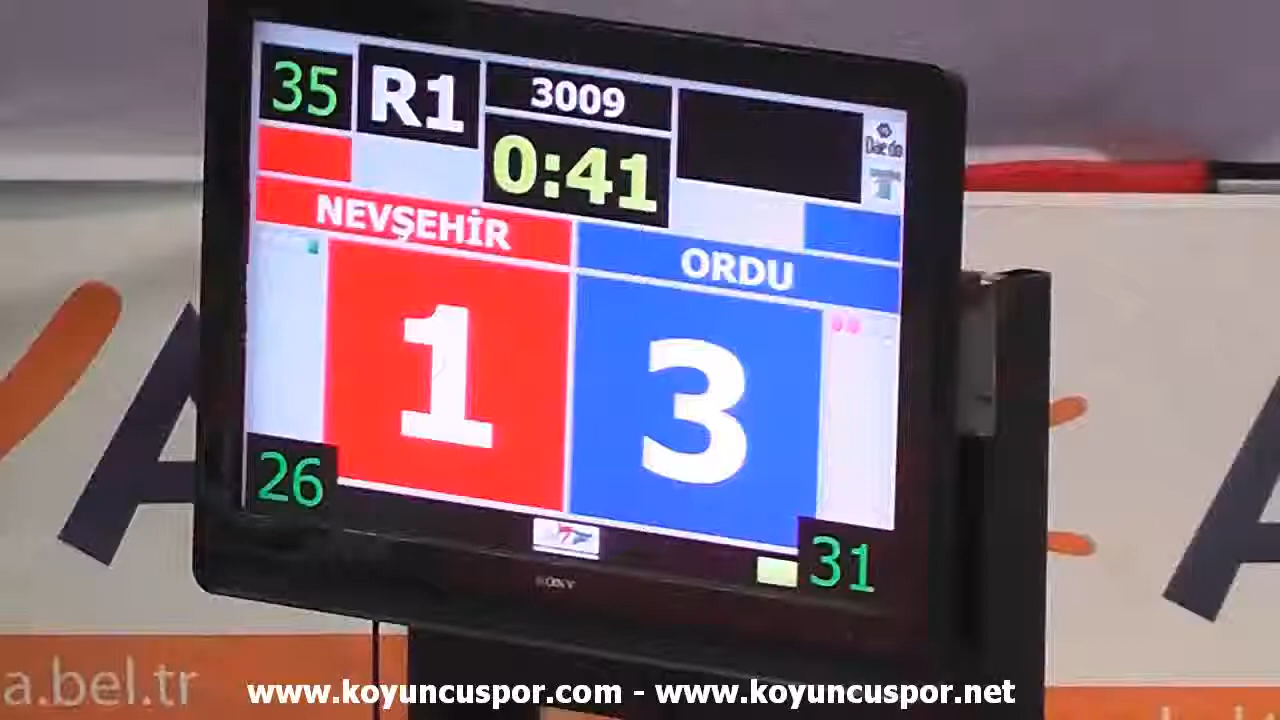 35 R1 3009
Daedo
0:41
NEVŞEHİR ORDU
1 3
26 31
SONY
a.bel.tr
www.koyuncuspor.com - www.koyuncuspor.net